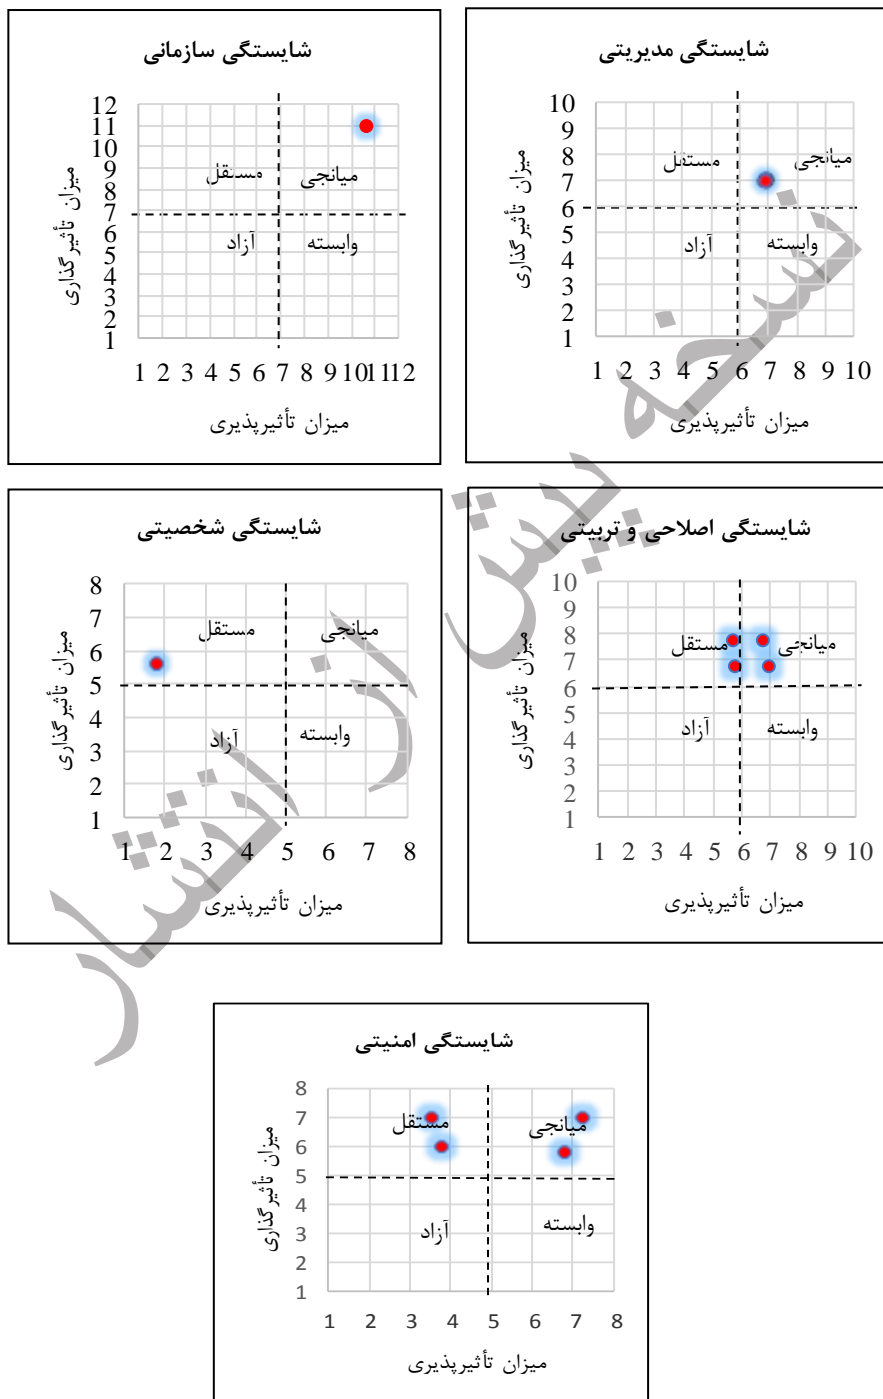 شایستگی مدیریتی
میزان تأثیرگذاری
10
9
8
7
6
5
4
3
2
1
مستقل میانجی
آزاد وابسته
1 2 3 4 5 6 7 8 9 10
میزان تأثیرپذیری
شایستگی سازمانی
میزان تأثیرگذاری
12
11
10
9
8
7
6
5
4
3
2
1
مستقل میانجی
آزاد وابسته
1 2 3 4 5 6 7 8 9 10 11 12
میزان تأثیرپذیری
شایستگی اصلاحی و تربیتی
میزان تأثیرگذاری
10
9
8
7
6
5
4
3
2
1
مستقل میانجی
آزاد وابسته
1 2 3 4 5 6 7 8 9 10
میزان تأثیرپذیری
شایستگی شخصیتی
میزان تأثیرگذاری
8
7
6
5
4
3
2
1
مستقل میانجی
آزاد وابسته
1 2 3 4 5 6 7 8
میزان تأثیرپذیری
شایستگی امنیتی
میزان تأثیرگذاری
8
7
6
5
4
3
2
1
مستقل میانجی
آزاد وابسته
1 2 3 4 5 6 7 8
میزان تأثیرپذیری
نسخه پیش از انتشار